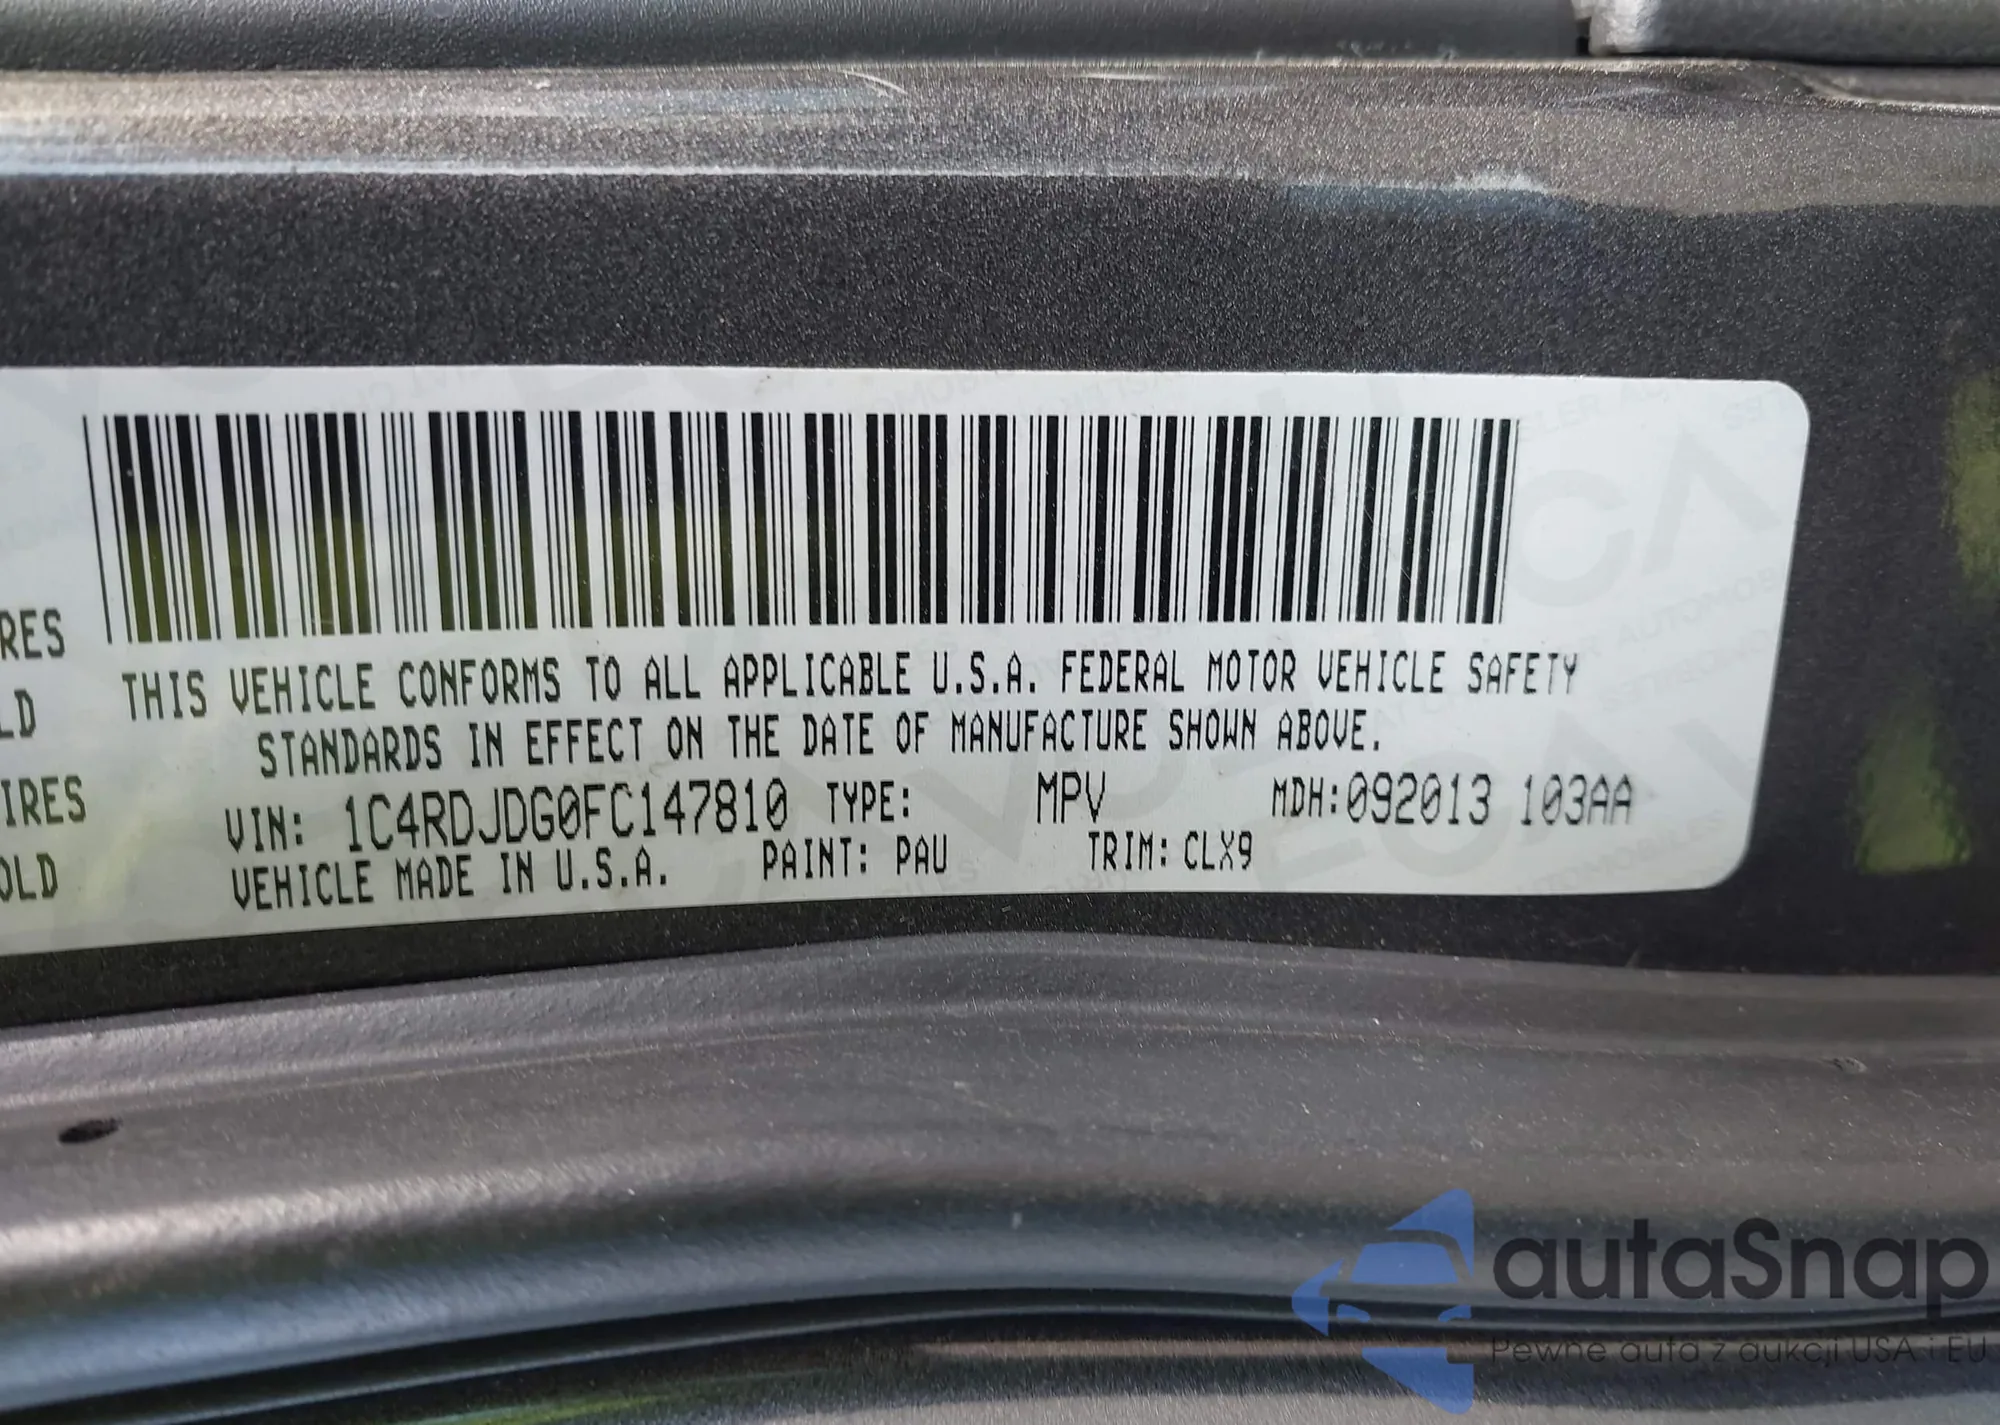 RES
LD
IRES
OLD
THIS VEHICLE CONFORMS TO ALL APPLICABLE U.S.A. FEDERAL MOTOR VEHICLE SAFETY
STANDARDS IN EFFECT ON THE DATE OF MANUFACTURE SHOWN ABOVE.
VIN: 1C4RDJDG0FC147810 TYPE: MPV MDH:092013 103AA
VEHICLE MADE IN U.S.A. PAINT: PAU TRIM: CLX9
autaSnap
Pewne auta z aukcji USA i EU